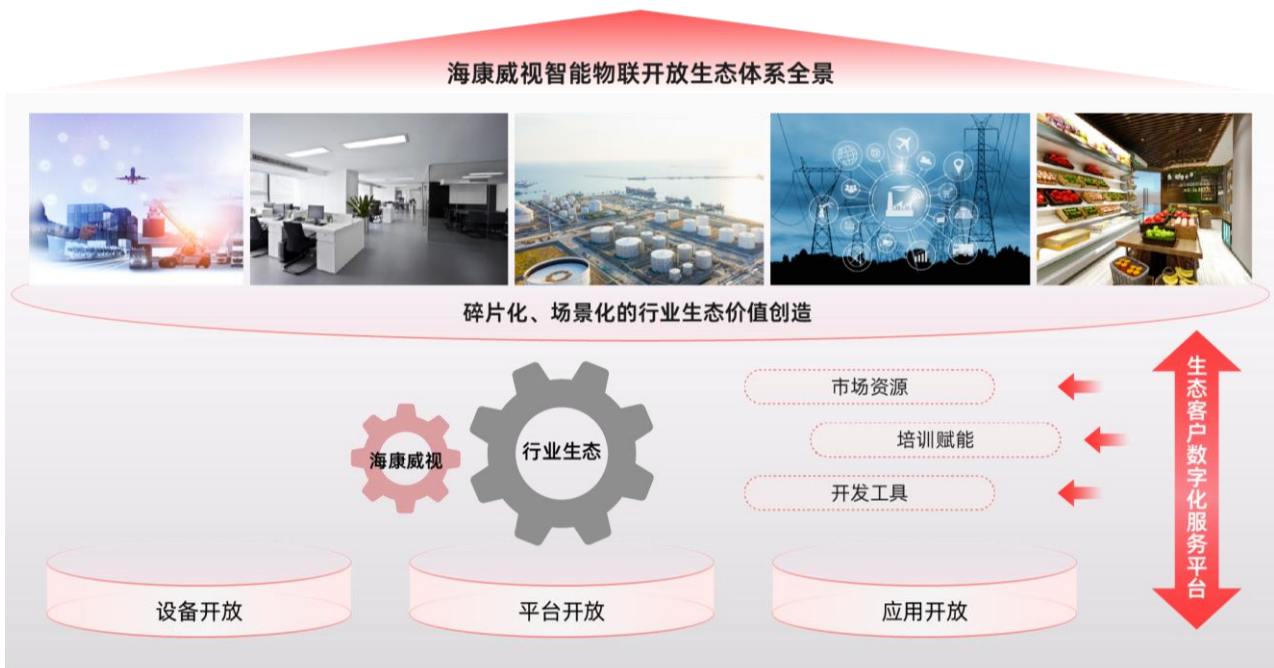 海康威视智能物联开放生态体系全景
碎片化、场景化的行业生态价值创造
市场资源
培训赋能
开发工具
海康威视
行业生态
生态客户数字化服务平台
设备开放
平台开放
应用开放